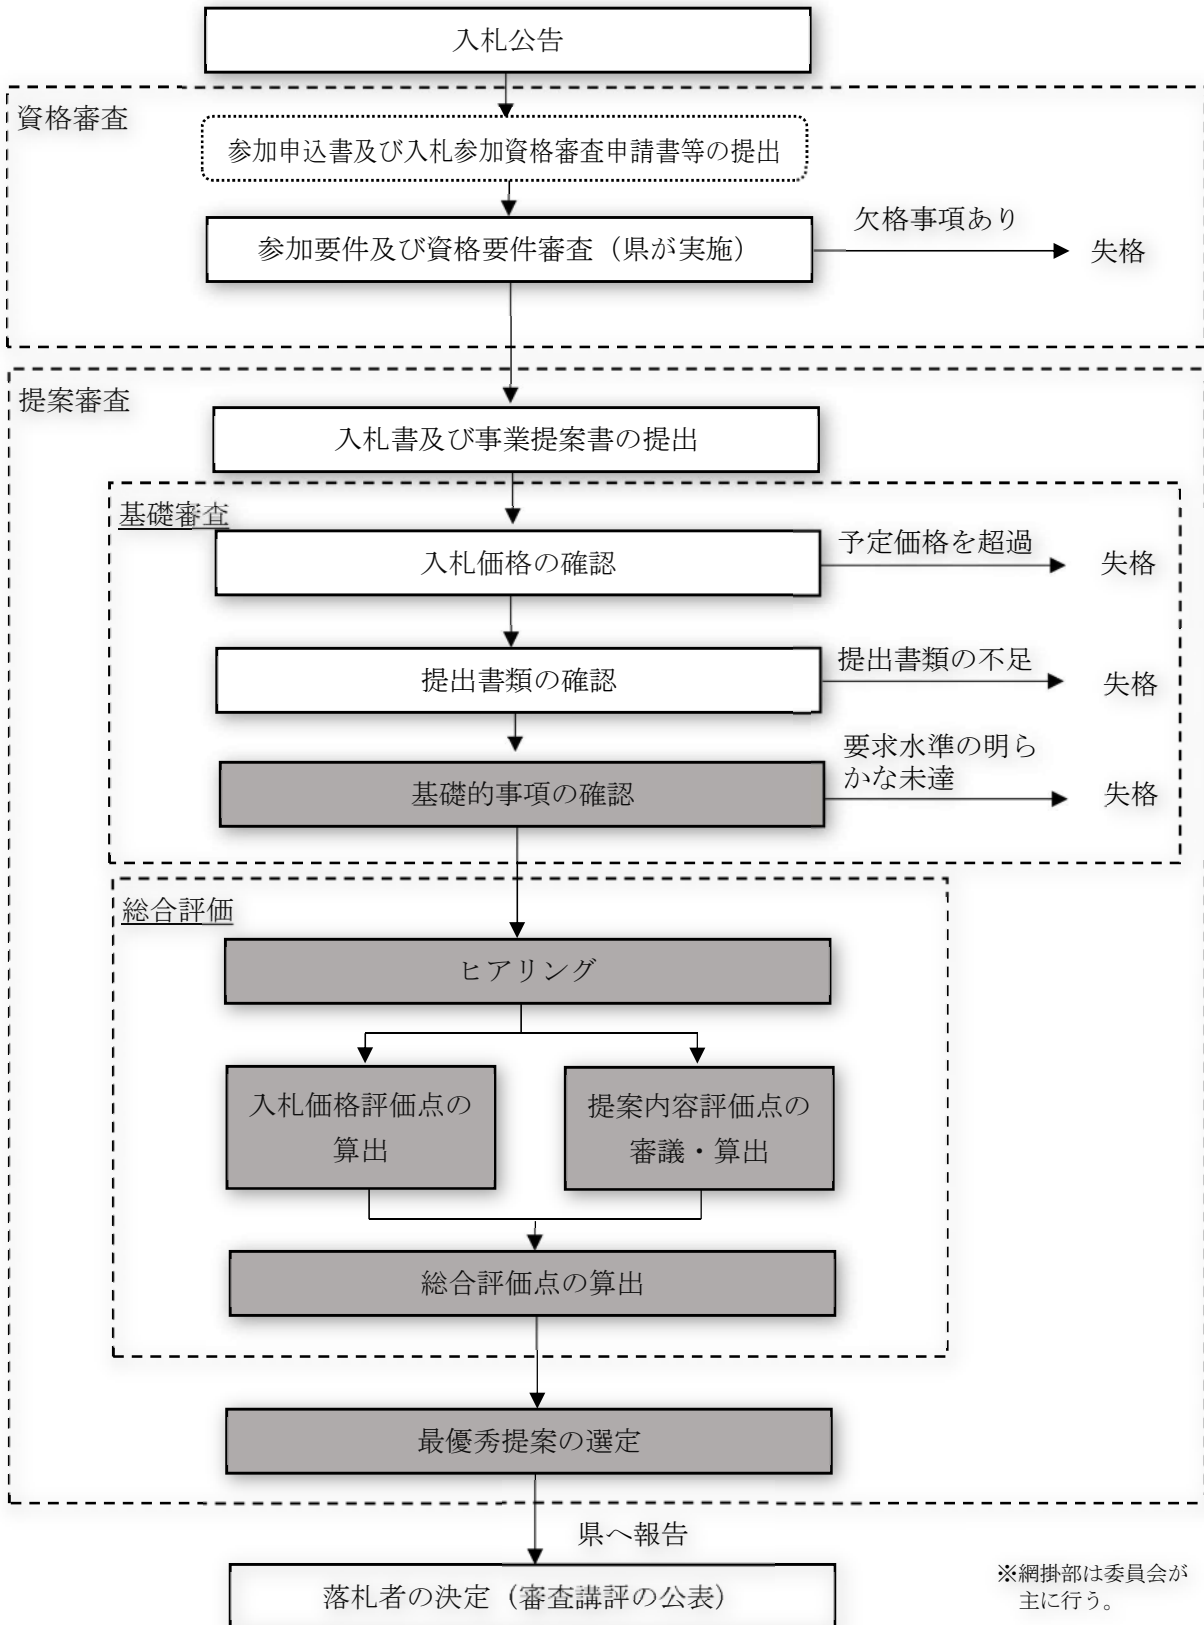 入札公告
資格審査
参加申込書及び入札参加資格審査申請書等の提出
欠格事項あり
参加要件及び資格要件審査（県が実施）
失格
提案審査
入札書及び事業提案書の提出
基礎審査
予定価格を超過
入札価格の確認
失格
提出書類の不足
提出書類の確認
失格
要求水準の明ら
かな未達
基礎的事項の確認
失格
総合評価
ヒアリング
入札価格評価点の
算出
提案内容評価点の
審議・算出
総合評価点の算出
最優秀提案の選定
県へ報告
落札者の決定（審査講評の公表）
※網掛部は委員会が
主に行う。